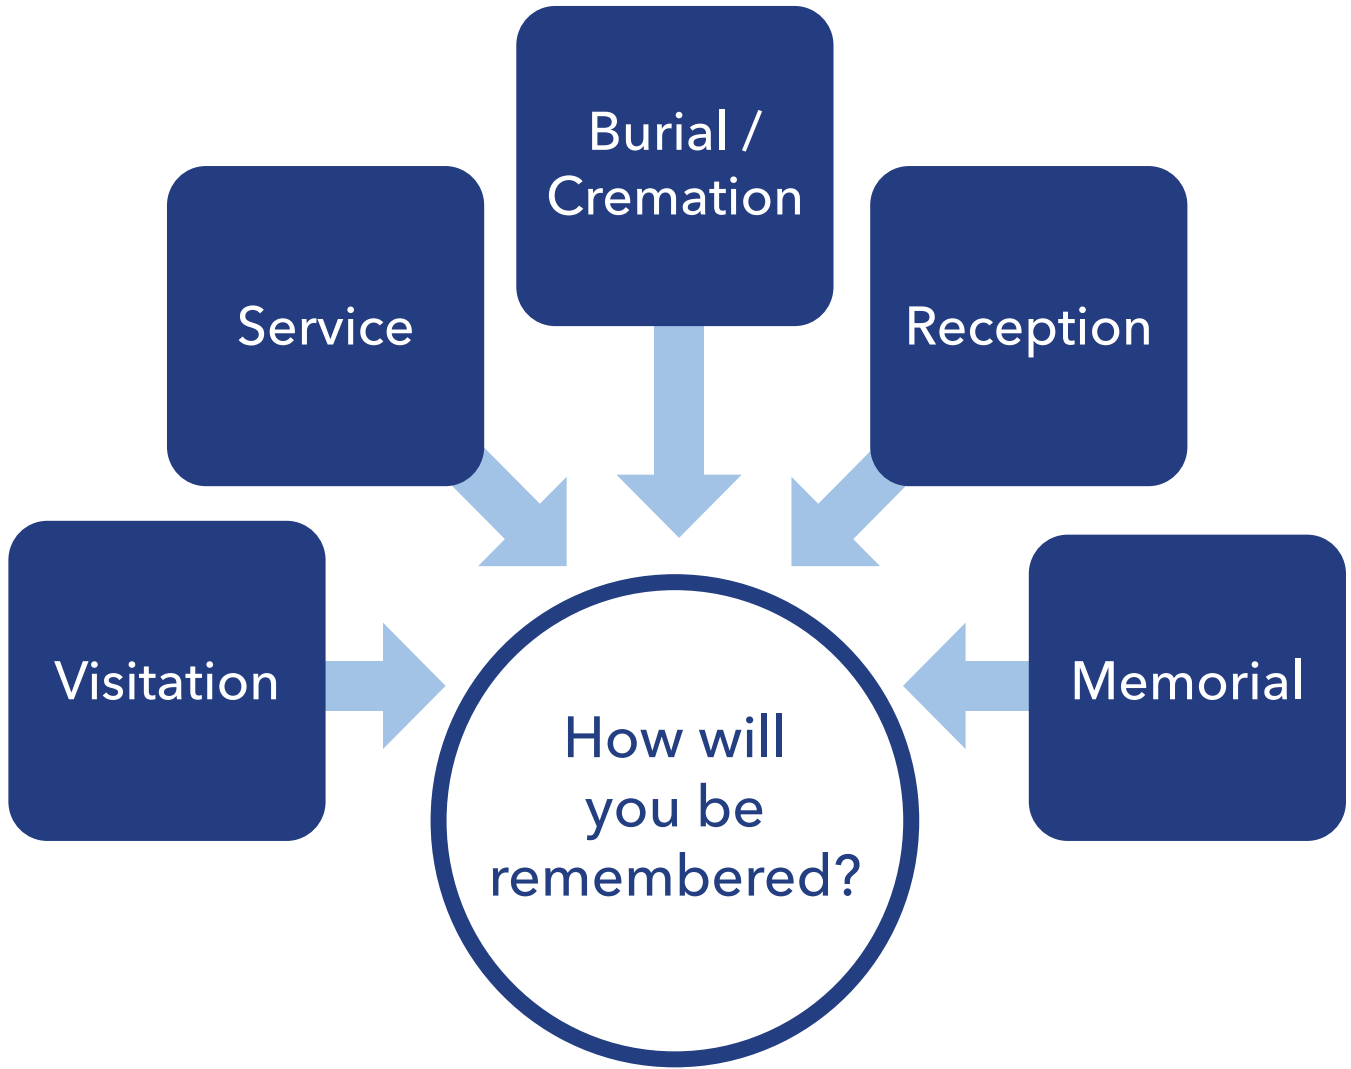 Visitation
Service
Burial /
Cremation
Reception
Memorial
How will
you be
remembered?